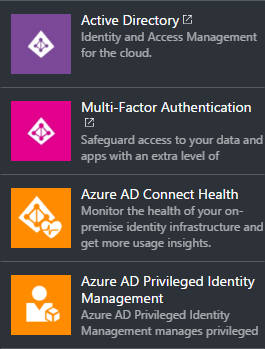 Active Directory
Identity and Access Management
for the cloud.
Multi-Factor Authentication
Safeguard access to your data and
apps with an extra level of
Azure AD Connect Health
Monitor the health of your on-
premise identity infrastructure and
get more usage insights.
Azure AD Privileged Identity
Management
Azure AD Privileged Identity
Management manages privileged